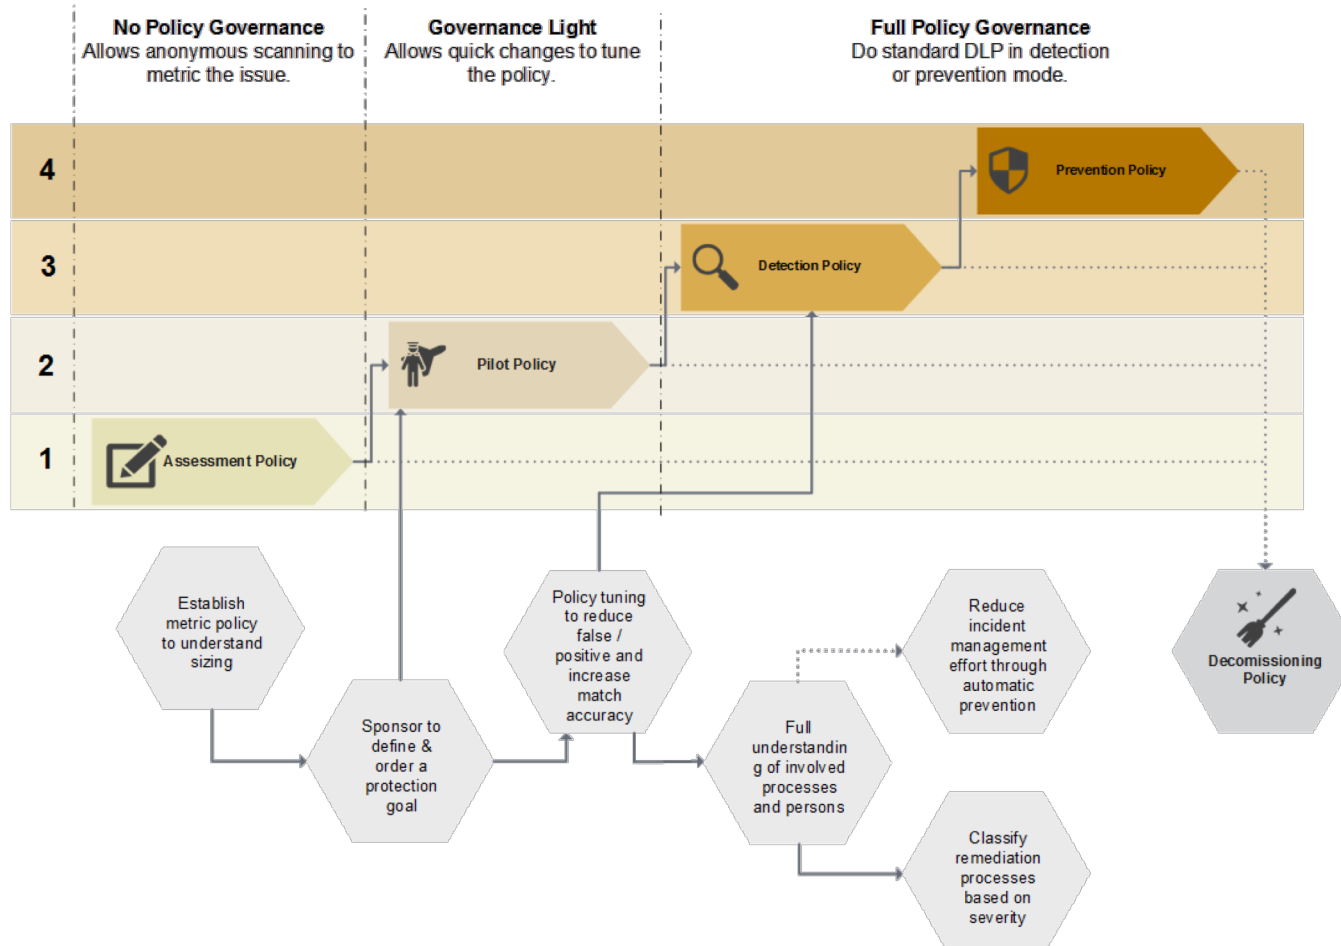 No Policy Governance
Allows anonymous scanning to
metric the issue.
Governance Light
Allows quick changes to tune
the policy.
Full Policy Governance
Do standard DLP in detection
or prevention mode.
4
Prevention Policy
3
Detection Policy
2
Pilot Policy
1
Assessment Policy
Establish
metric policy
to understand
sizing
Sponsor to
define &
order a
protection
goal
Policy tuning
to reduce
false /
positive and
increase
match
accuracy
Full
understandin
g of involved
processes
and persons
Reduce
incident
management
effort through
automatic
prevention
Classify
remediation
processes
based on
severity
Decomissioning
Policy